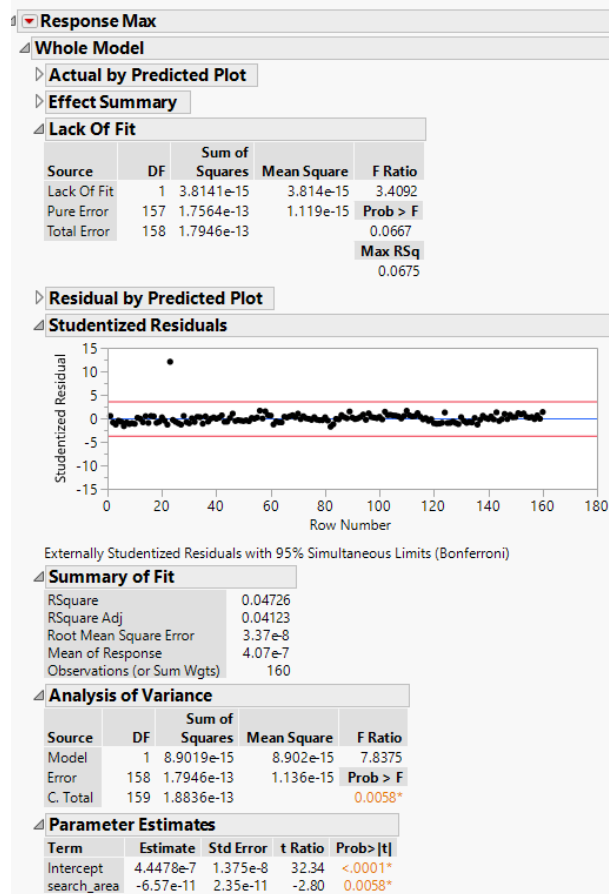 Response Max
Whole Model
Actual by Predicted Plot
Effect Summary
Lack Of Fit
Sum of
Source DF Squares Mean Square F Ratio
Lack Of Fit 1 3.8141e-15 3.814e-15 3.4092
Pure Error 157 1.7564e-13 1.119e-15 Prob > F
Total Error 158 1.7946e-13 0.0667
Max RSq
0.0675
Residual by Predicted Plot
Studentized Residuals
Studentized Residual
15
10
5
0
-5
-10
-15
0 20 40 60 80 100 120 140 160 180
Row Number
Externally Studentized Residuals with 95% Simultaneous Limits (Bonferroni)
Summary of Fit
RSquare 0.04726
RSquare Adj 0.04123
Root Mean Square Error 3.37e-8
Mean of Response 4.07e-7
Observations (or Sum Wgts) 160
Analysis of Variance
Sum of
Source DF Squares Mean Square F Ratio
Model 1 8.9019e-15 8.902e-15 7.8375
Error 158 1.7946e-13 1.136e-15 Prob > F
C. Total 159 1.8836e-13 0.0058*
Parameter Estimates
Term Estimate Std Error t Ratio Prob>|t|
Intercept 4.4478e-7 1.375e-8 32.34 <.0001*
search_area -6.57e-11 2.35e-11 -2.80 0.0058*